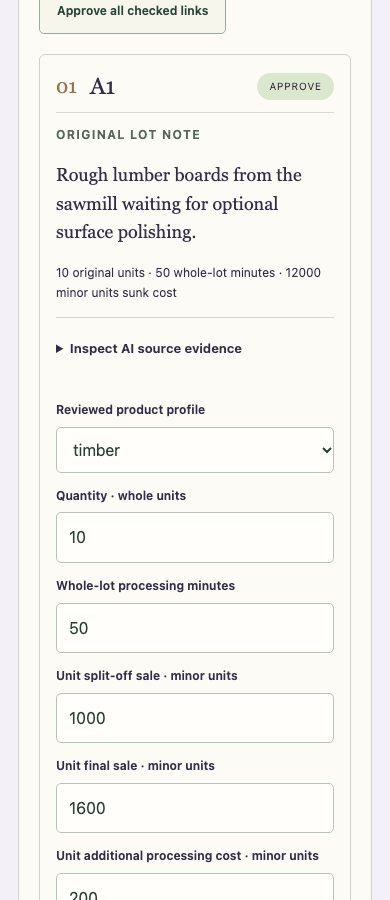 Approve all checked links
01 A1 APPROVE
ORIGINAL LOT NOTE
Rough lumber boards from the
sawmill waiting for optional
surface polishing.
10 original units · 50 whole-lot minutes · 12000
minor units sunk cost
▶ Inspect AI source evidence
Reviewed product profile
timber
Quantity · whole units
10
Whole-lot processing minutes
50
Unit split-off sale · minor units
1000
Unit final sale · minor units
1600
Unit additional processing cost · minor units
200